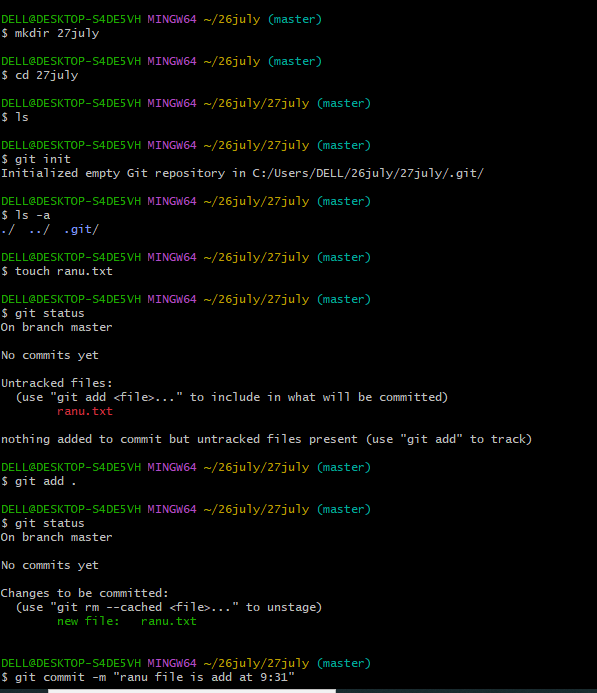 DELL@DESKTOP-S4DE5VH MINGW64 ~/26july (master)
$ mkdir 27july
DELL@DESKTOP-S4DE5VH MINGW64 ~/26july (master)
$ cd 27july
DELL@DESKTOP-S4DE5VH MINGW64 ~/26july/27july (master)
$ ls
DELL@DESKTOP-S4DE5VH MINGW64 ~/26july/27july (master)
$ git init
Initialized empty Git repository in C:/Users/DELL/26july/27july/.git/
DELL@DESKTOP-S4DE5VH MINGW64 ~/26july/27july (master)
$ ls -a
./  ../  .git/
DELL@DESKTOP-S4DE5VH MINGW64 ~/26july/27july (master)
$ touch ranu.txt
DELL@DESKTOP-S4DE5VH MINGW64 ~/26july/27july (master)
$ git status
On branch master
No commits yet
Untracked files:
  (use "git add <file>..." to include in what will be committed)
        ranu.txt
nothing added to commit but untracked files present (use "git add" to track)
DELL@DESKTOP-S4DE5VH MINGW64 ~/26july/27july (master)
$ git add .
DELL@DESKTOP-S4DE5VH MINGW64 ~/26july/27july (master)
$ git status
On branch master
No commits yet
Changes to be committed:
  (use "git rm --cached <file>..." to unstage)
        new file:   ranu.txt
DELL@DESKTOP-S4DE5VH MINGW64 ~/26july/27july (master)
$ git commit -m "ranu file is add at 9:31"